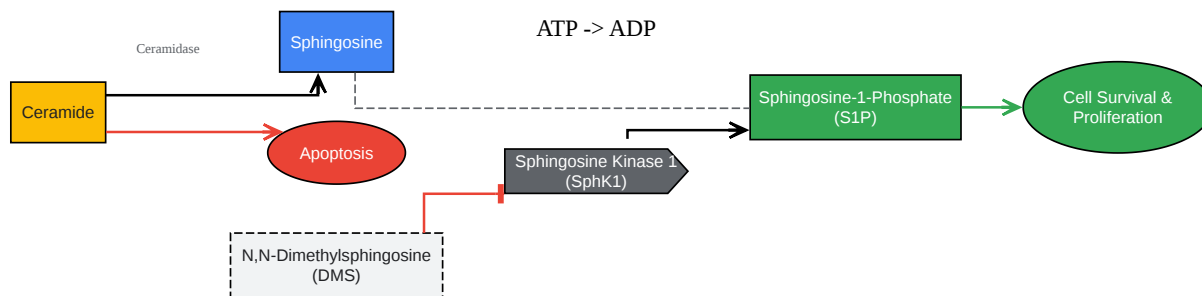 ATP -> ADP
Ceramidase
Sphingosine
Ceramide
Apoptosis
Sphingosine-1-Phosphate
(S1P)
Cell Survival &
Proliferation
Sphingosine Kinase 1
(SphK1)
N,N-Dimethylsphingosine
(DMS)